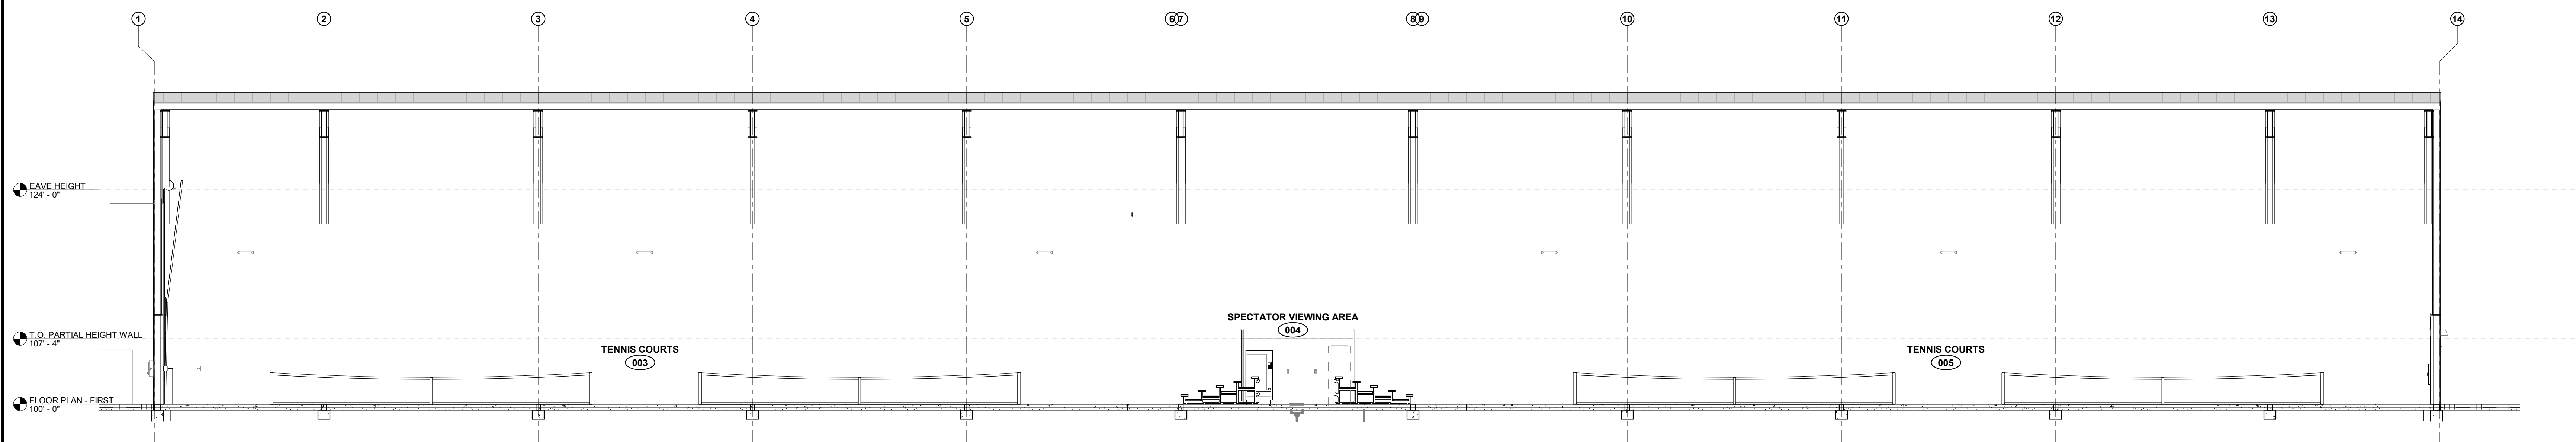 1 2 3 4 5 6 7 8 9 10 11 12 13 14
EAVE HEIGHT
124' - 0"
SPECTATOR VIEWING AREA
004
T.O. PARTIAL HEIGHT WALL
107' - 4"
TENNIS COURTS
003
TENNIS COURTS
005
FLOOR PLAN - FIRST
100' - 0"